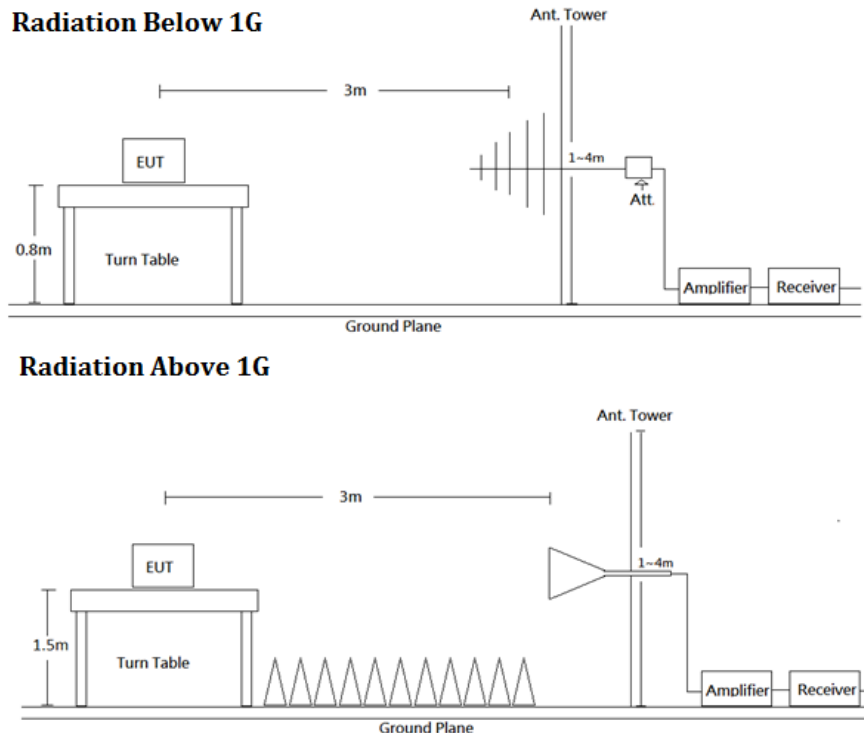 Radiation Below 1G
Ant. Tower
3m
EUT
1~4m
Att.
0.8m
Turn Table
Amplifier
Receiver
Ground Plane
Radiation Above 1G
Ant. Tower
3m
EUT
1~4m
1.5m
Turn Table
Amplifier
Receiver
Ground Plane